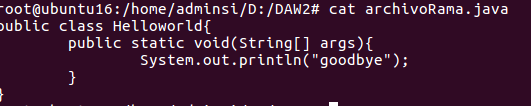 root@ubuntu16:/home/adminsi/D:/DAW2# cat archivoRama.java
public class Helloworld{
        public static void(String[] args){
                System.out.println("goodbye");
        }